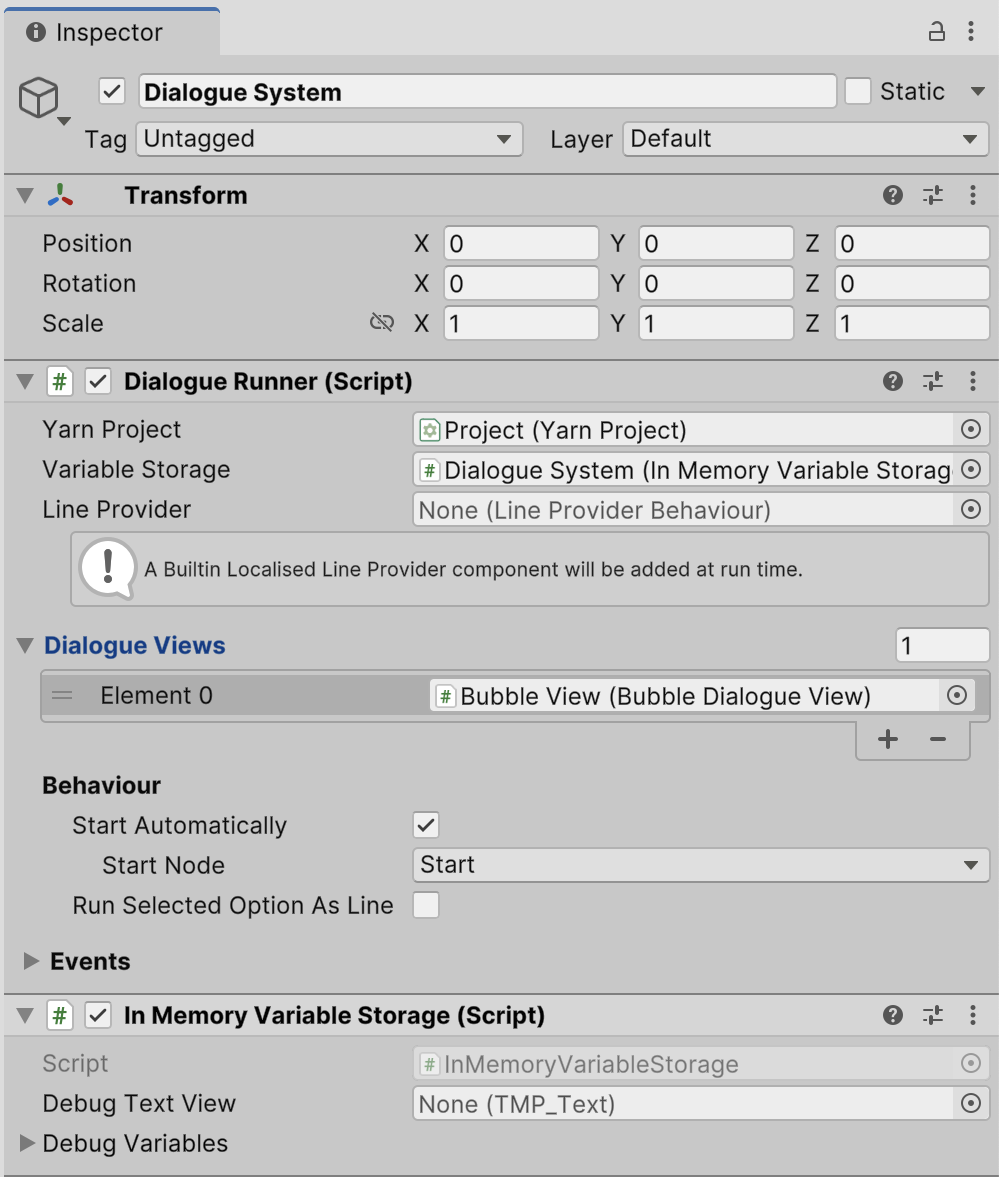 Inspector
Dialogue System
Static
Tag Untagged Layer Default
Transform
Position X 0 Y 0 Z 0
Rotation X 0 Y 0 Z 0
Scale X 1 Y 1 Z 1
# Dialogue Runner (Script)
Yarn Project Project (Yarn Project)
Variable Storage # Dialogue System (In Memory Variable Storag
Line Provider None (Line Provider Behaviour)
A Builtin Localised Line Provider component will be added at run time.
Dialogue Views 1
Element 0 # Bubble View (Bubble Dialogue View)
+ −
Behaviour
Start Automatically
Start Node Start
Run Selected Option As Line
Events
# In Memory Variable Storage (Script)
Script # InMemoryVariableStorage
Debug Text View None (TMP_Text)
Debug Variables